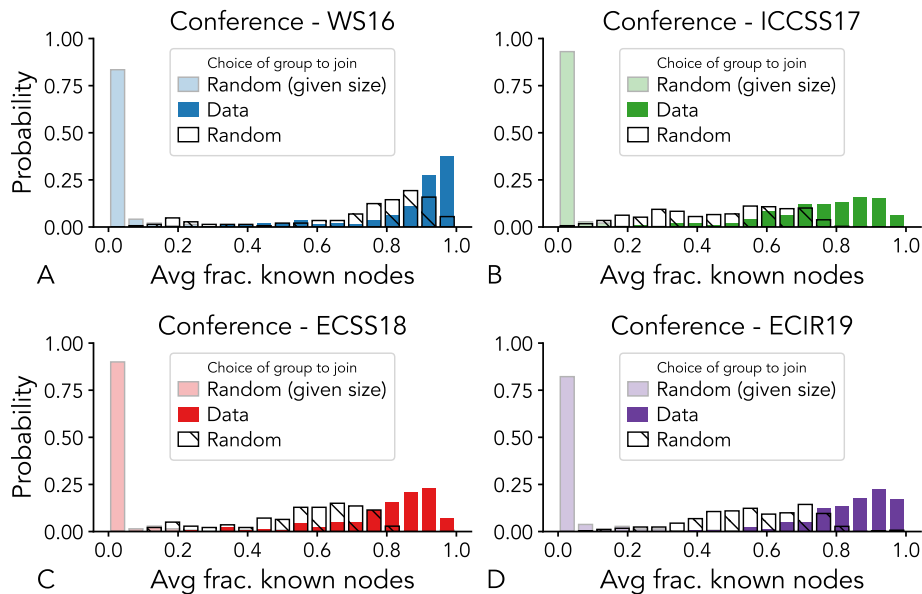 Conference - WS16
Probability
1.00
0.75
0.50
0.25
0.00
Choice of group to join
Random (given size)
Data
Random
0.0 0.2 0.4 0.6 0.8 1.0
A
Avg frac. known nodes
Conference - ICCSS17
1.00
0.75
0.50
0.25
0.00
Choice of group to join
Random (given size)
Data
Random
0.0 0.2 0.4 0.6 0.8 1.0
B
Avg frac. known nodes
Conference - ECSS18
Probability
1.00
0.75
0.50
0.25
0.00
Choice of group to join
Random (given size)
Data
Random
0.0 0.2 0.4 0.6 0.8 1.0
C
Avg frac. known nodes
Conference - ECIR19
1.00
0.75
0.50
0.25
0.00
Choice of group to join
Random (given size)
Data
Random
0.0 0.2 0.4 0.6 0.8 1.0
D
Avg frac. known nodes